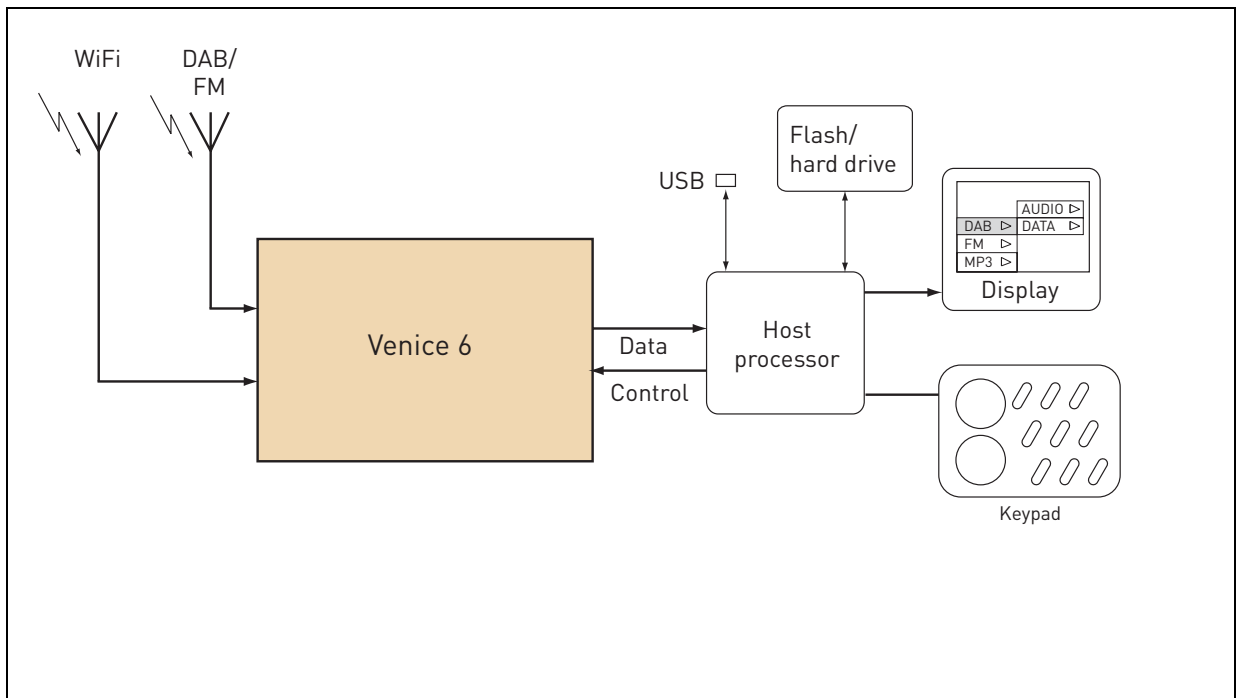 WiFi
DAB/
FM
Flash/
hard drive
USB
AUDIO
DAB
DATA
FM
MP3
Display
Venice 6
Data
Control
Host
processor
Keypad